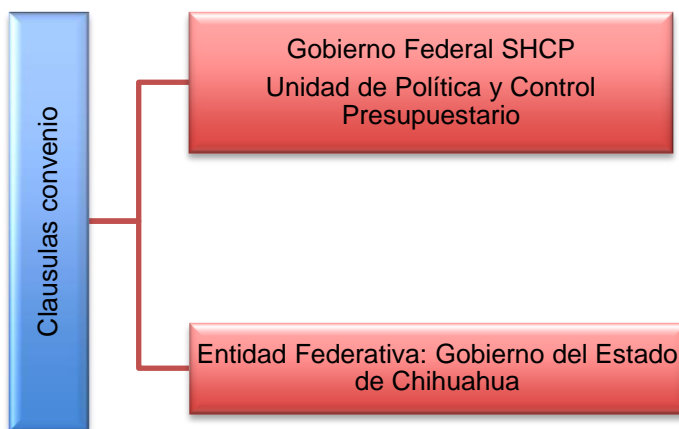 Clausulas convenio
Gobierno Federal SHCP
Unidad de Política y Control
Presupuestario
Entidad Federativa: Gobierno del Estado
de Chihuahua